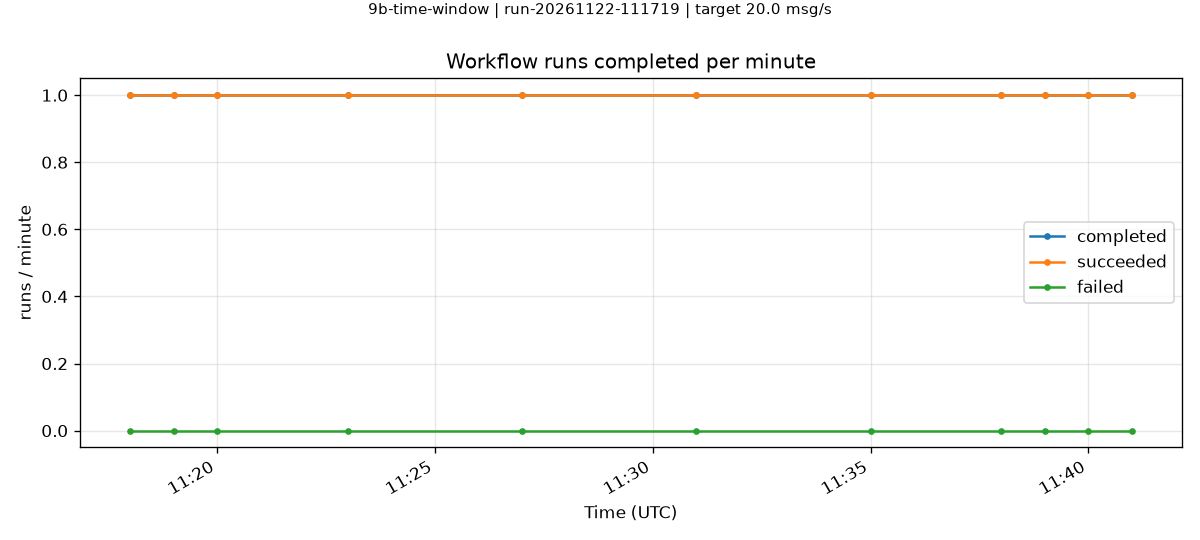 9b-time-window | run-20261122-111719 | target 20.0 msg/s
Workflow runs completed per minute
1.0
0.8
0.6
0.4
0.2
0.0
runs / minute
completed
succeeded
failed
11:20
11:25
11:30
11:35
11:40
Time (UTC)